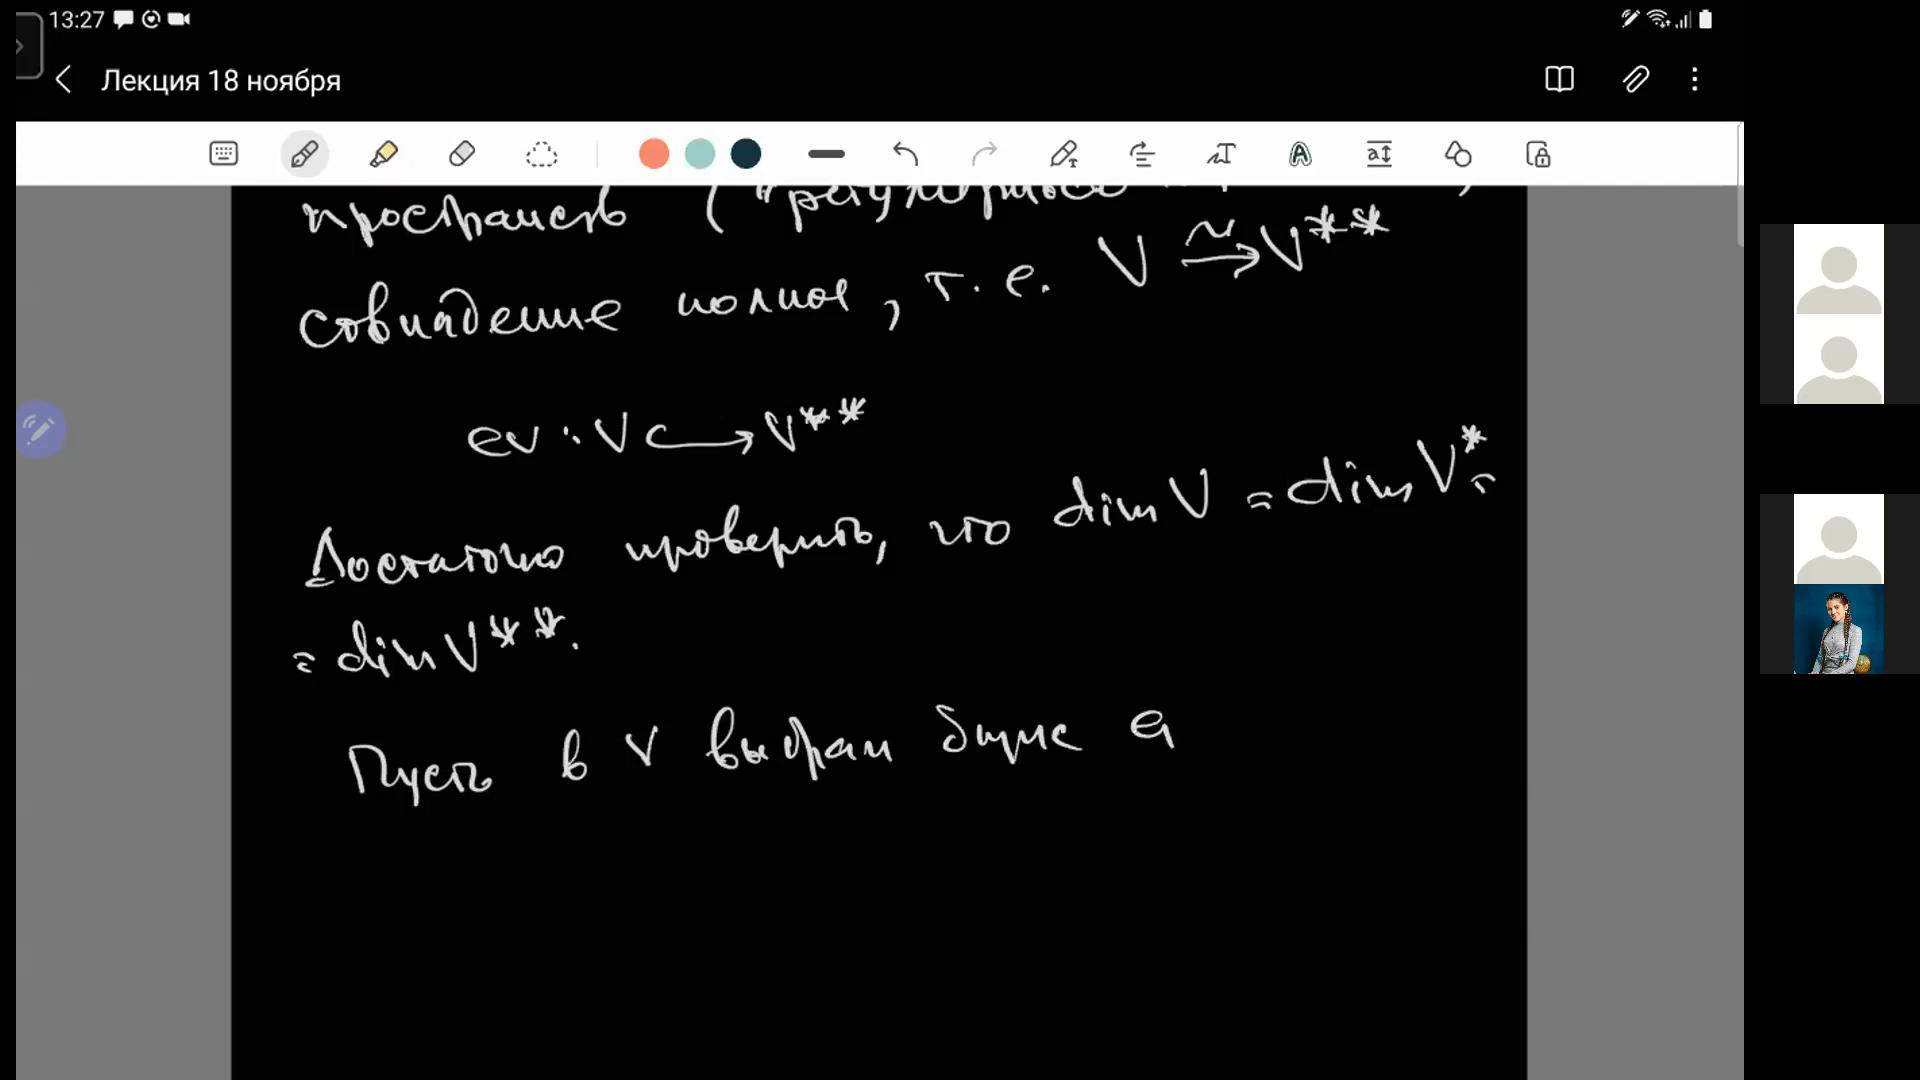 13:27
Лекция 18 ноября
пространств (
совпадение полное, т. е. V ⥲ V**
ev : V ↪ V**
Достаточно проверить, что dim V = dim V* =
= dim V**.
Пусть в V выбран базис e